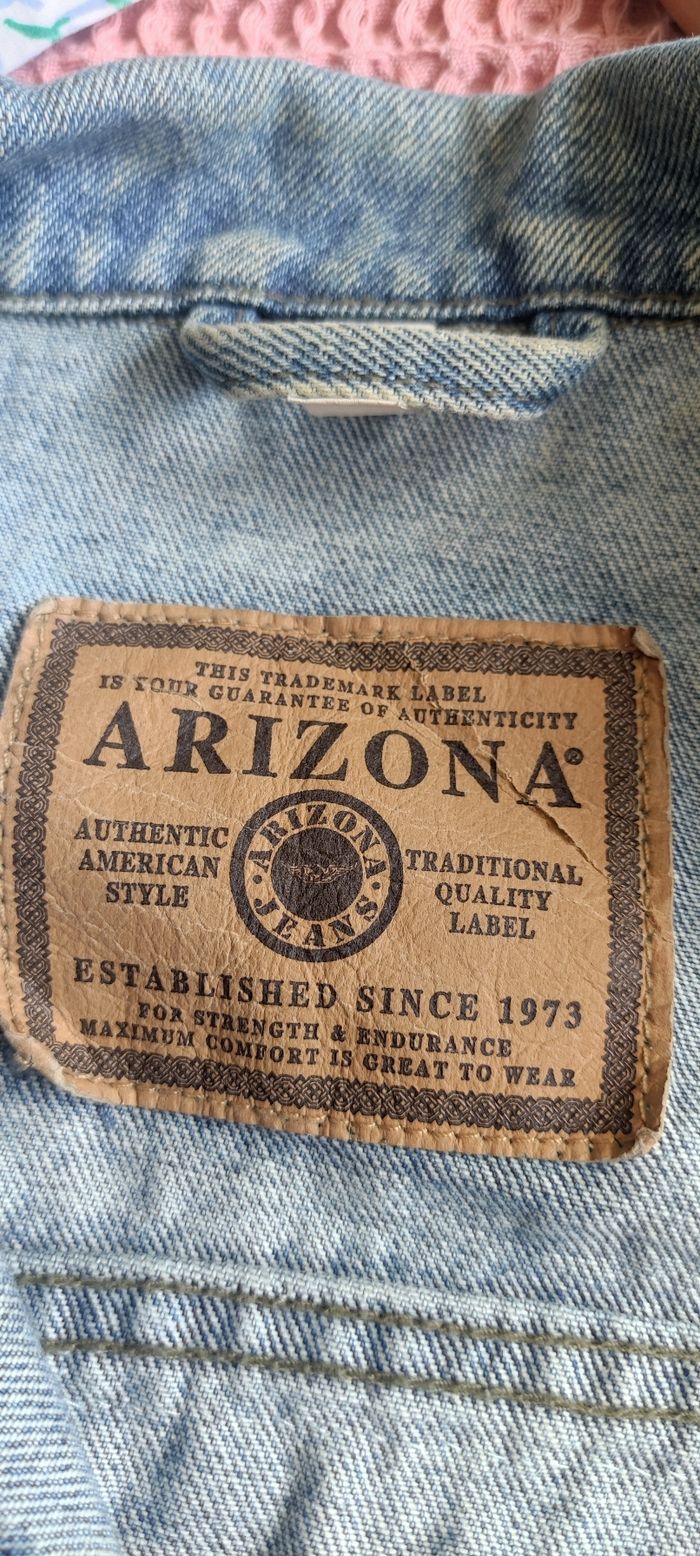 THIS TRADEMARK LABEL
IS YOUR GUARANTEE OF AUTHENTICITY
ARIZONA®
AUTHENTIC
AMERICAN
STYLE
ARIZONA
JEANS
TRADITIONAL
QUALITY
LABEL
ESTABLISHED SINCE 1973
FOR STRENGTH & ENDURANCE
MAXIMUM COMFORT IS GREAT TO WEAR